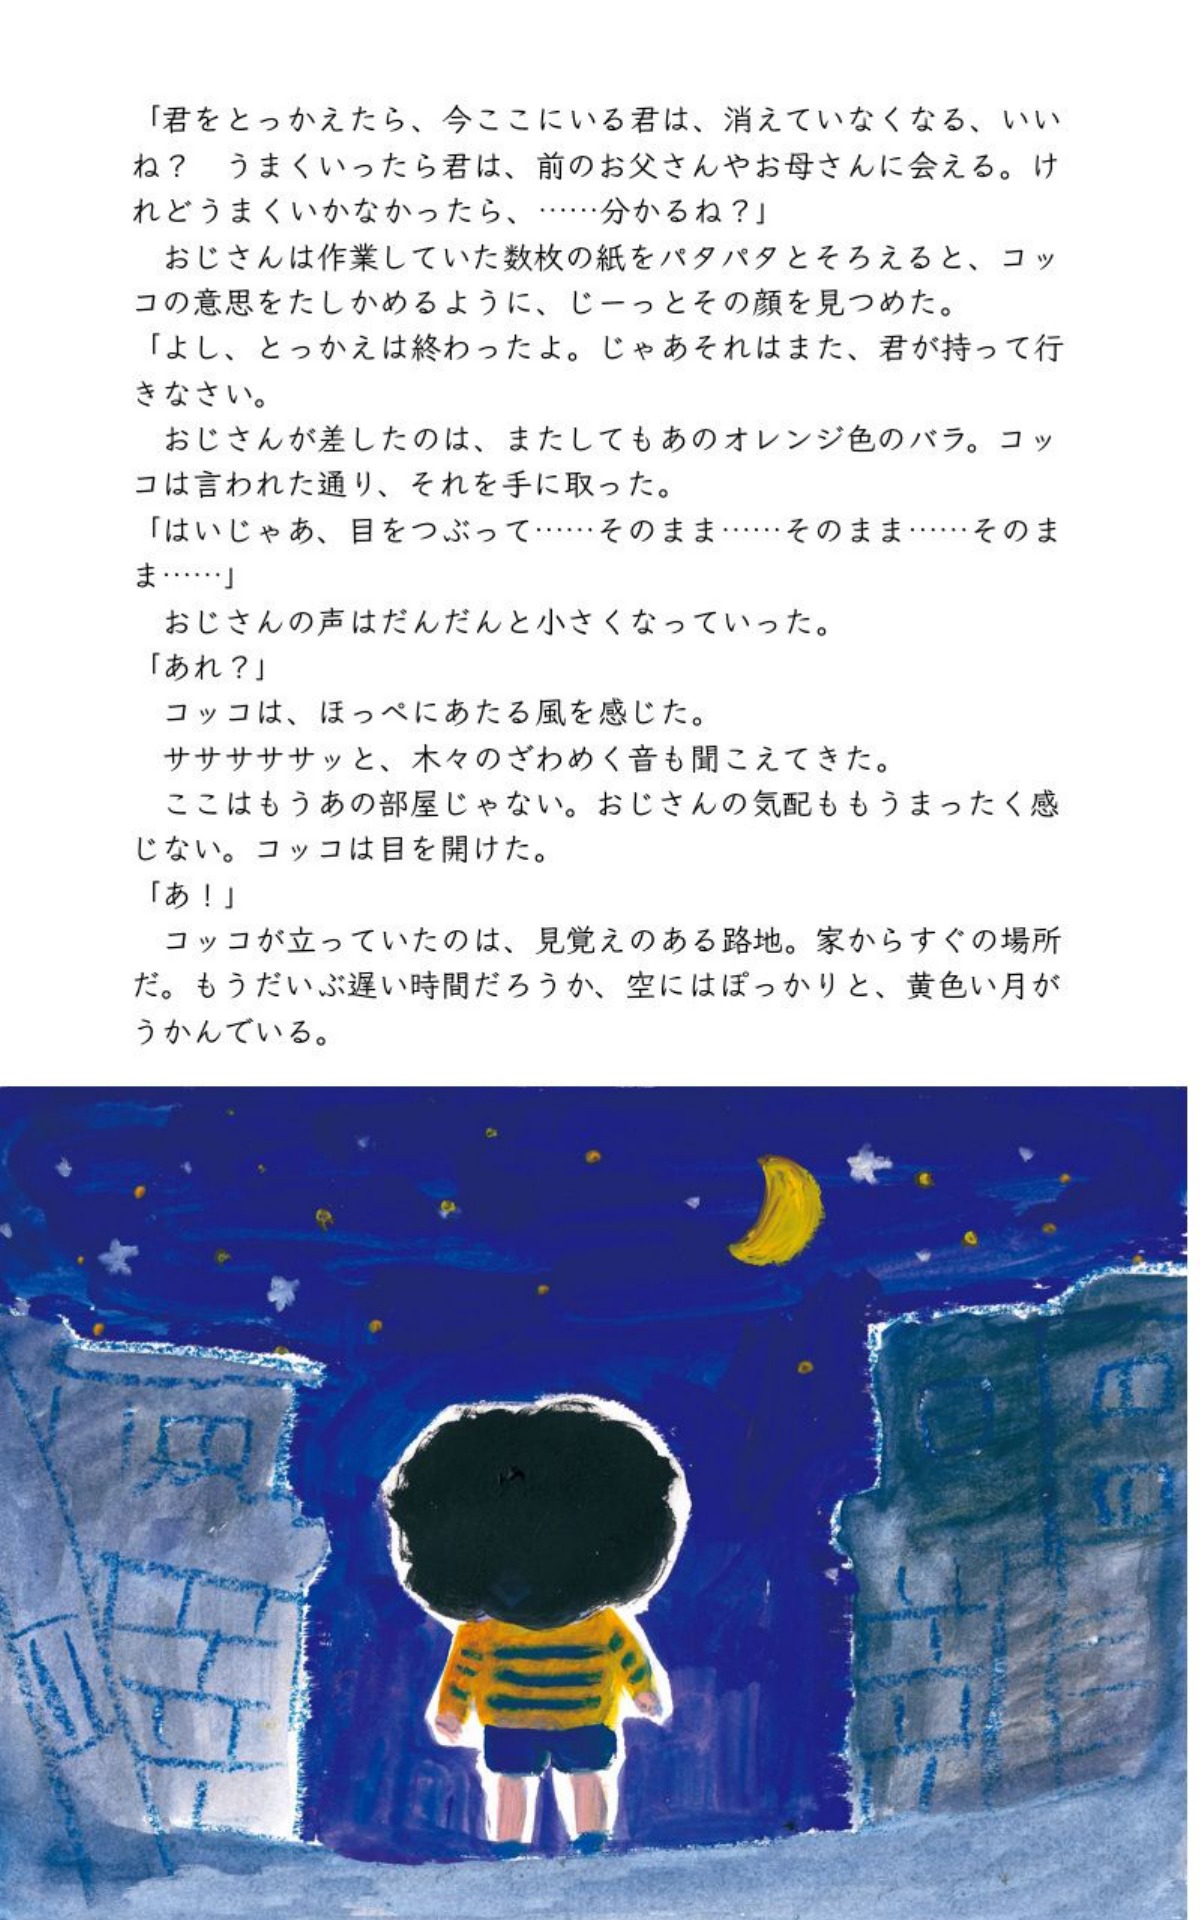 「君をとっかえたら、今ここにいる君は、消えていなくなる、いい
ね？　うまくいったら君は、前のお父さんやお母さんに会える。け
れどうまくいかなかったら、……分かるね？」
　おじさんは作業していた数枚の紙をパタパタとそろえると、コッ
コの意思をたしかめるように、じーっとその顔を見つめた。
「よし、とっかえは終わったよ。じゃあそれはまた、君が持って行
きなさい。
　おじさんが差したのは、またしてもあのオレンジ色のバラ。コッ
コは言われた通り、それを手に取った。
「はいじゃあ、目をつぶって……そのまま……そのまま……そのま
ま……」
　おじさんの声はだんだんと小さくなっていった。
「あれ？」
　コッコは、ほっぺにあたる風を感じた。
　サササササッと、木々のざわめく音も聞こえてきた。
　ここはもうあの部屋じゃない。おじさんの気配ももうまったく感
じない。コッコは目を開けた。
「あ！」
　コッコが立っていたのは、見覚えのある路地。家からすぐの場所
だ。もうだいぶ遅い時間だろうか、空にはぽっかりと、黄色い月が
うかんでいる。